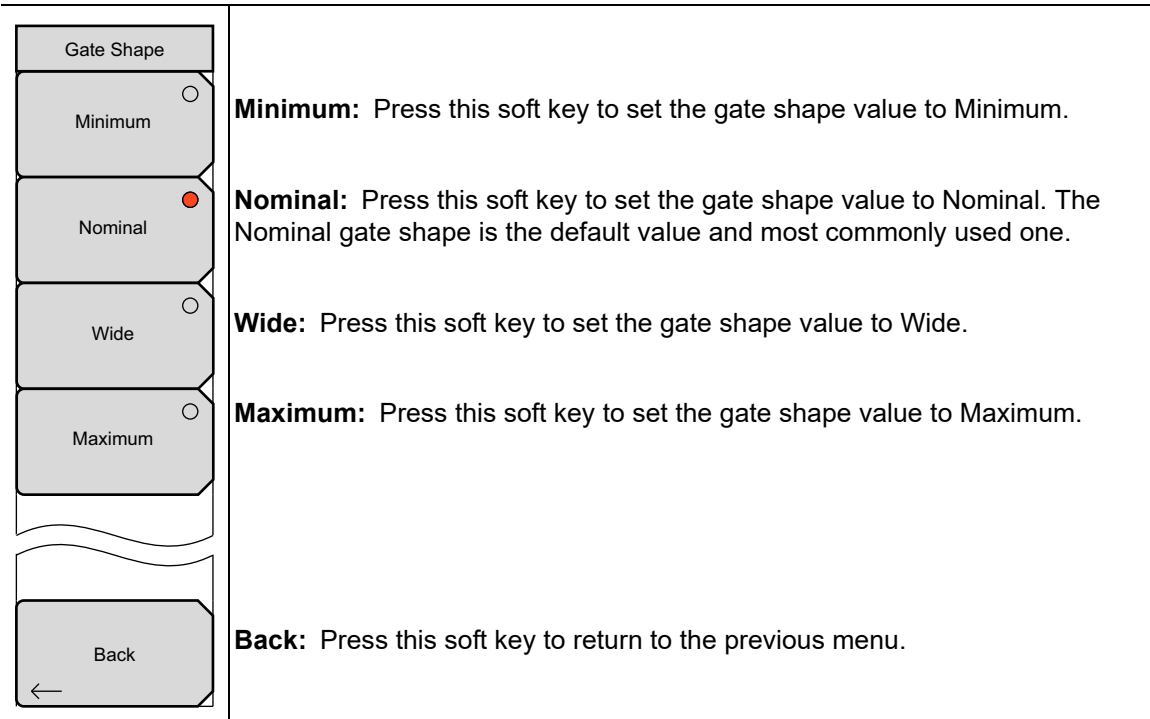 Gate Shape
Minimum
Minimum: Press this soft key to set the gate shape value to Minimum.
Nominal
Nominal: Press this soft key to set the gate shape value to Nominal. The
Nominal gate shape is the default value and most commonly used one.
Wide
Wide: Press this soft key to set the gate shape value to Wide.
Maximum
Maximum: Press this soft key to set the gate shape value to Maximum.
Back
Back: Press this soft key to return to the previous menu.